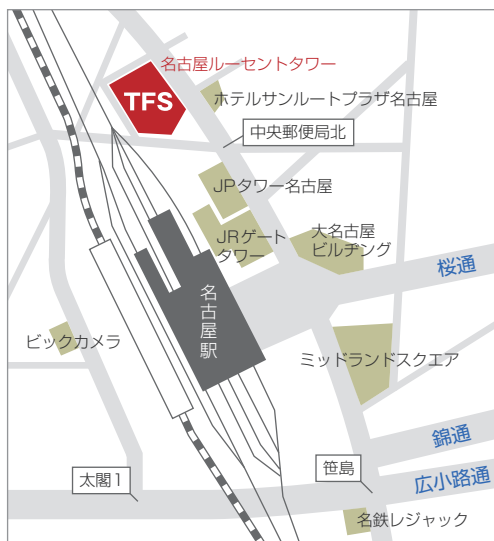 名古屋ルーセントタワー
TFS
ホテルサンルートプラザ名古屋
中央郵便局北
JPタワー名古屋
JRゲート
タワー
大名古屋
ビルヂング
桜通
名古屋駅
ビックカメラ
ミッドランドスクエア
錦通
笹島
広小路通
太閤1
名鉄レジャック